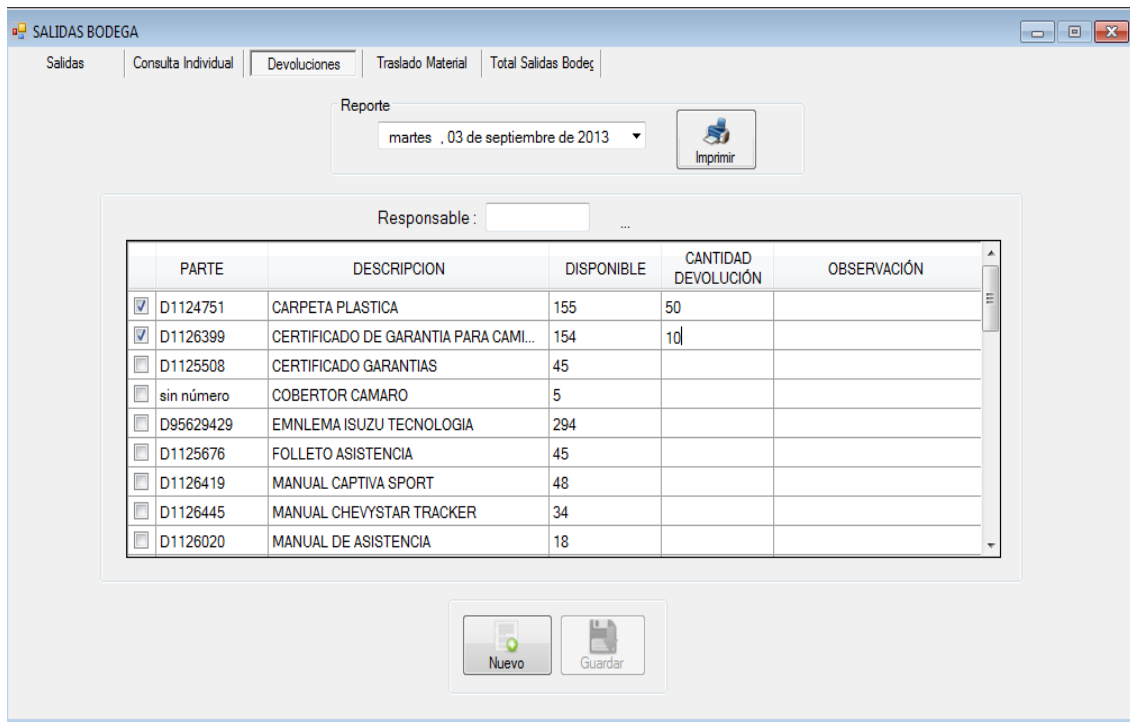 SALIDAS BODEGA
Salidas Consulta Individual Devoluciones Traslado Material Total Salidas Bodeg
Reporte
martes , 03 de septiembre de 2013
Imprimir
Responsable : ...
PARTE DESCRIPCION DISPONIBLE CANTIDAD DEVOLUCIÓN OBSERVACIÓN
D1124751 CARPETA PLASTICA 155 50
D1126399 CERTIFICADO DE GARANTIA PARA CAMI... 154 10
D1125508 CERTIFICADO GARANTIAS 45
sin número COBERTOR CAMARO 5
D95629429 EMNLEMA ISUZU TECNOLOGIA 294
D1125676 FOLLETO ASISTENCIA 45
D1126419 MANUAL CAPTIVA SPORT 48
D1126445 MANUAL CHEVYSTAR TRACKER 34
D1126020 MANUAL DE ASISTENCIA 18
Nuevo Guardar